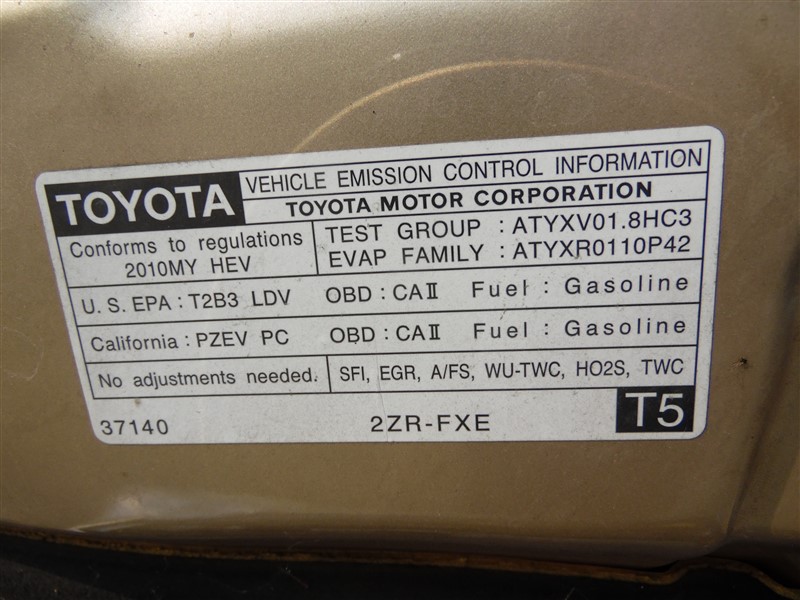 TOYOTA VEHICLE EMISSION CONTROL INFORMATION
TOYOTA MOTOR CORPORATION
Conforms to regulations
2010MY HEV
TEST GROUP : ATYXV01.8HC3
EVAP FAMILY : ATYXR0110P42
U. S. EPA : T2B3 LDV OBD : CAII Fuel : Gasoline
California : PZEV PC OBD : CAII Fuel : Gasoline
No adjustments needed. SFI, EGR, A/FS, WU-TWC, HO2S, TWC
37140 2ZR-FXE T5